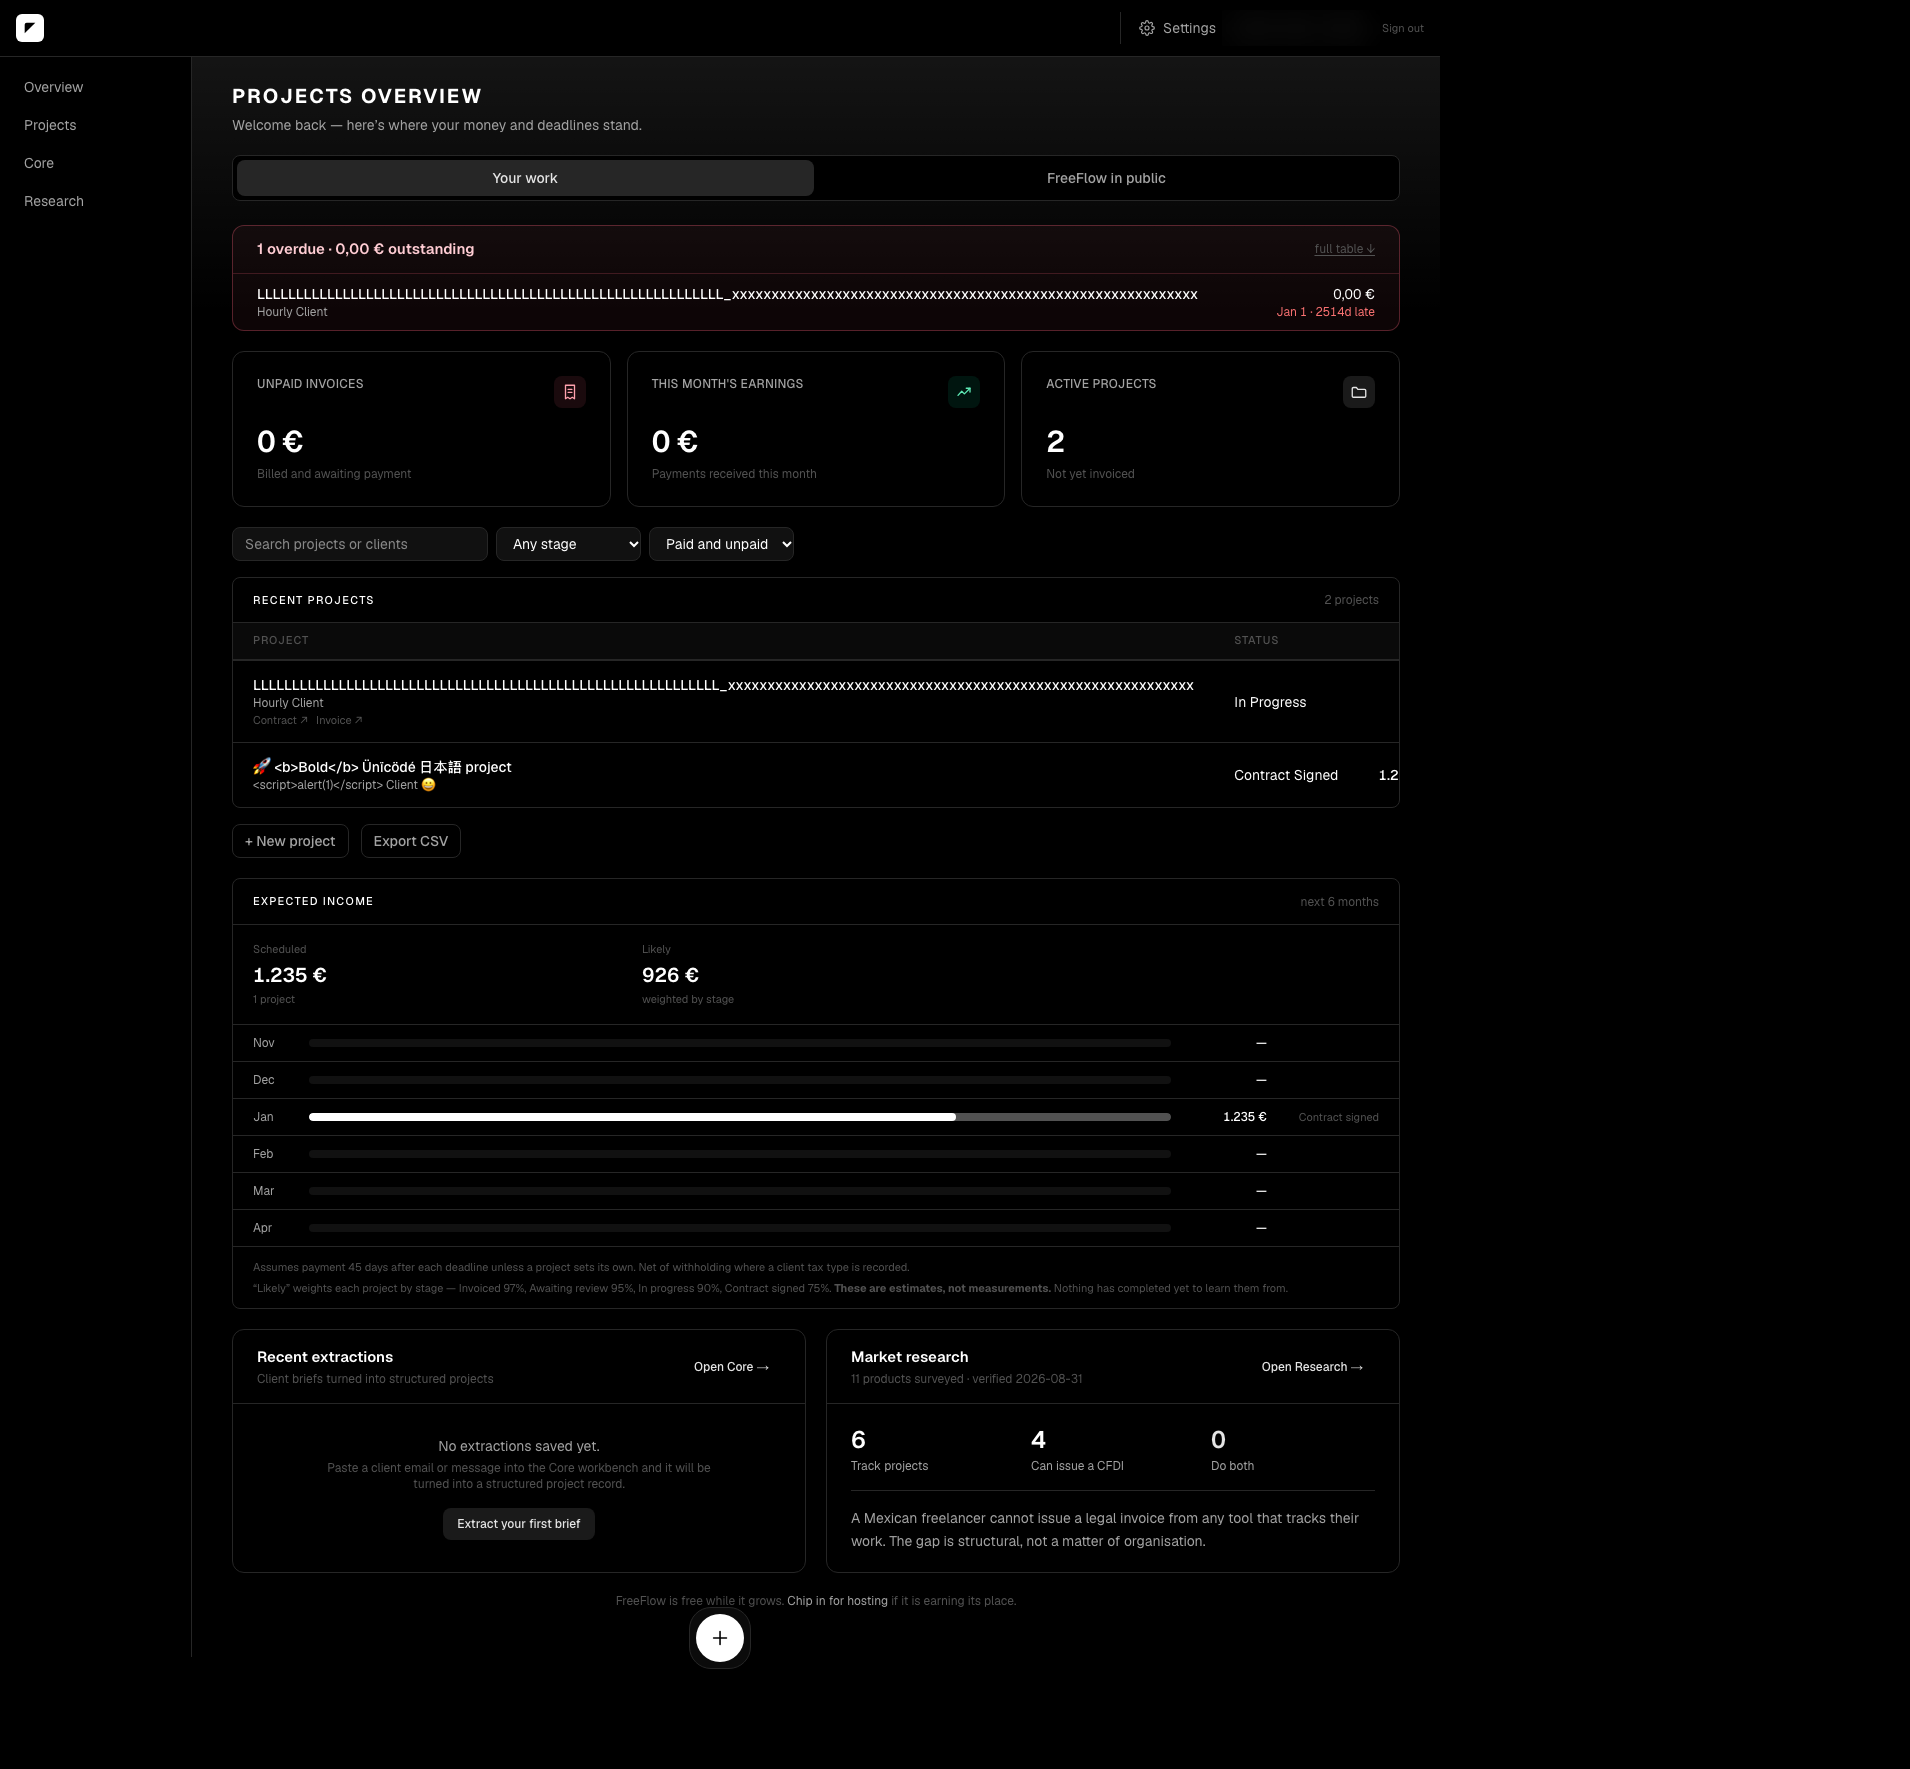 Settings
Sign out
Overview
Projects
Core
Research
PROJECTS OVERVIEW
Welcome back — here's where your money and deadlines stand.
Your work
FreeFlow in public
1 overdue · 0,00 € outstanding
full table ↓
Hourly Client
0,00 €
Jan 1 · 2514d late
UNPAID INVOICES
0 €
Billed and awaiting payment
THIS MONTH'S EARNINGS
0 €
Payments received this month
ACTIVE PROJECTS
2
Not yet invoiced
Search projects or clients
Any stage
Paid and unpaid
RECENT PROJECTS
2 projects
PROJECT
STATUS
Hourly Client
Contract ↗ Invoice ↗
In Progress
🚀 <b>Bold</b> Ünïcödé 日本語 project
<script>alert(1)</script> Client 😀
Contract Signed
1.2
+ New project
Export CSV
EXPECTED INCOME
next 6 months
Scheduled
1.235 €
1 project
Likely
926 €
weighted by stage
Nov
—
Dec
—
Jan
1.235 €
Contract signed
Feb
—
Mar
—
Apr
—
Assumes payment 45 days after each deadline unless a project sets its own. Net of withholding where a client tax type is recorded.
“Likely” weights each project by stage — Invoiced 97%, Awaiting review 95%, In progress 90%, Contract signed 75%. These are estimates, not measurements. Nothing has completed yet to learn them from.
Recent extractions
Client briefs turned into structured projects
Open Core →
No extractions saved yet.
Paste a client email or message into the Core workbench and it will be
turned into a structured project record.
Extract your first brief
Market research
11 products surveyed · verified 2026-08-31
Open Research →
6
Track projects
4
Can issue a CFDI
0
Do both
A Mexican freelancer cannot issue a legal invoice from any tool that tracks their
work. The gap is structural, not a matter of organisation.
FreeFlow is free while it grows. Chip in for hosting if it is earning its place.